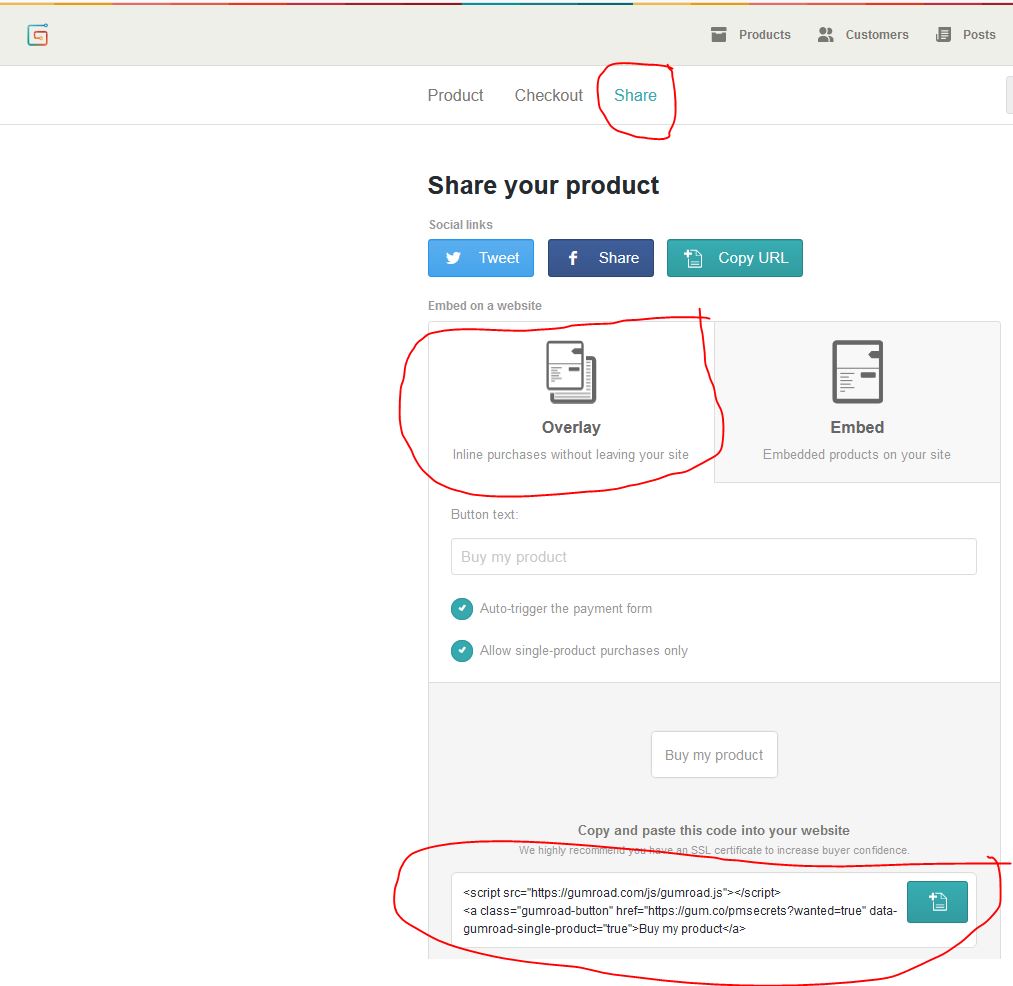 Products Customers Posts
Product Checkout Share
Share your product
Social links
Tweet Share Copy URL
Embed on a website
Overlay
Inline purchases without leaving your site
Embed
Embedded products on your site
Button text:
Buy my product
Auto-trigger the payment form
Allow single-product purchases only
Buy my product
Copy and paste this code into your website
We highly recommend you have an SSL certificate to increase buyer confidence.
<script src="https://gumroad.com/js/gumroad.js"></script>
<a class="gumroad-button" href="https://gum.co/pmsecrets?wanted=true" data-
gumroad-single-product="true">Buy my product</a>